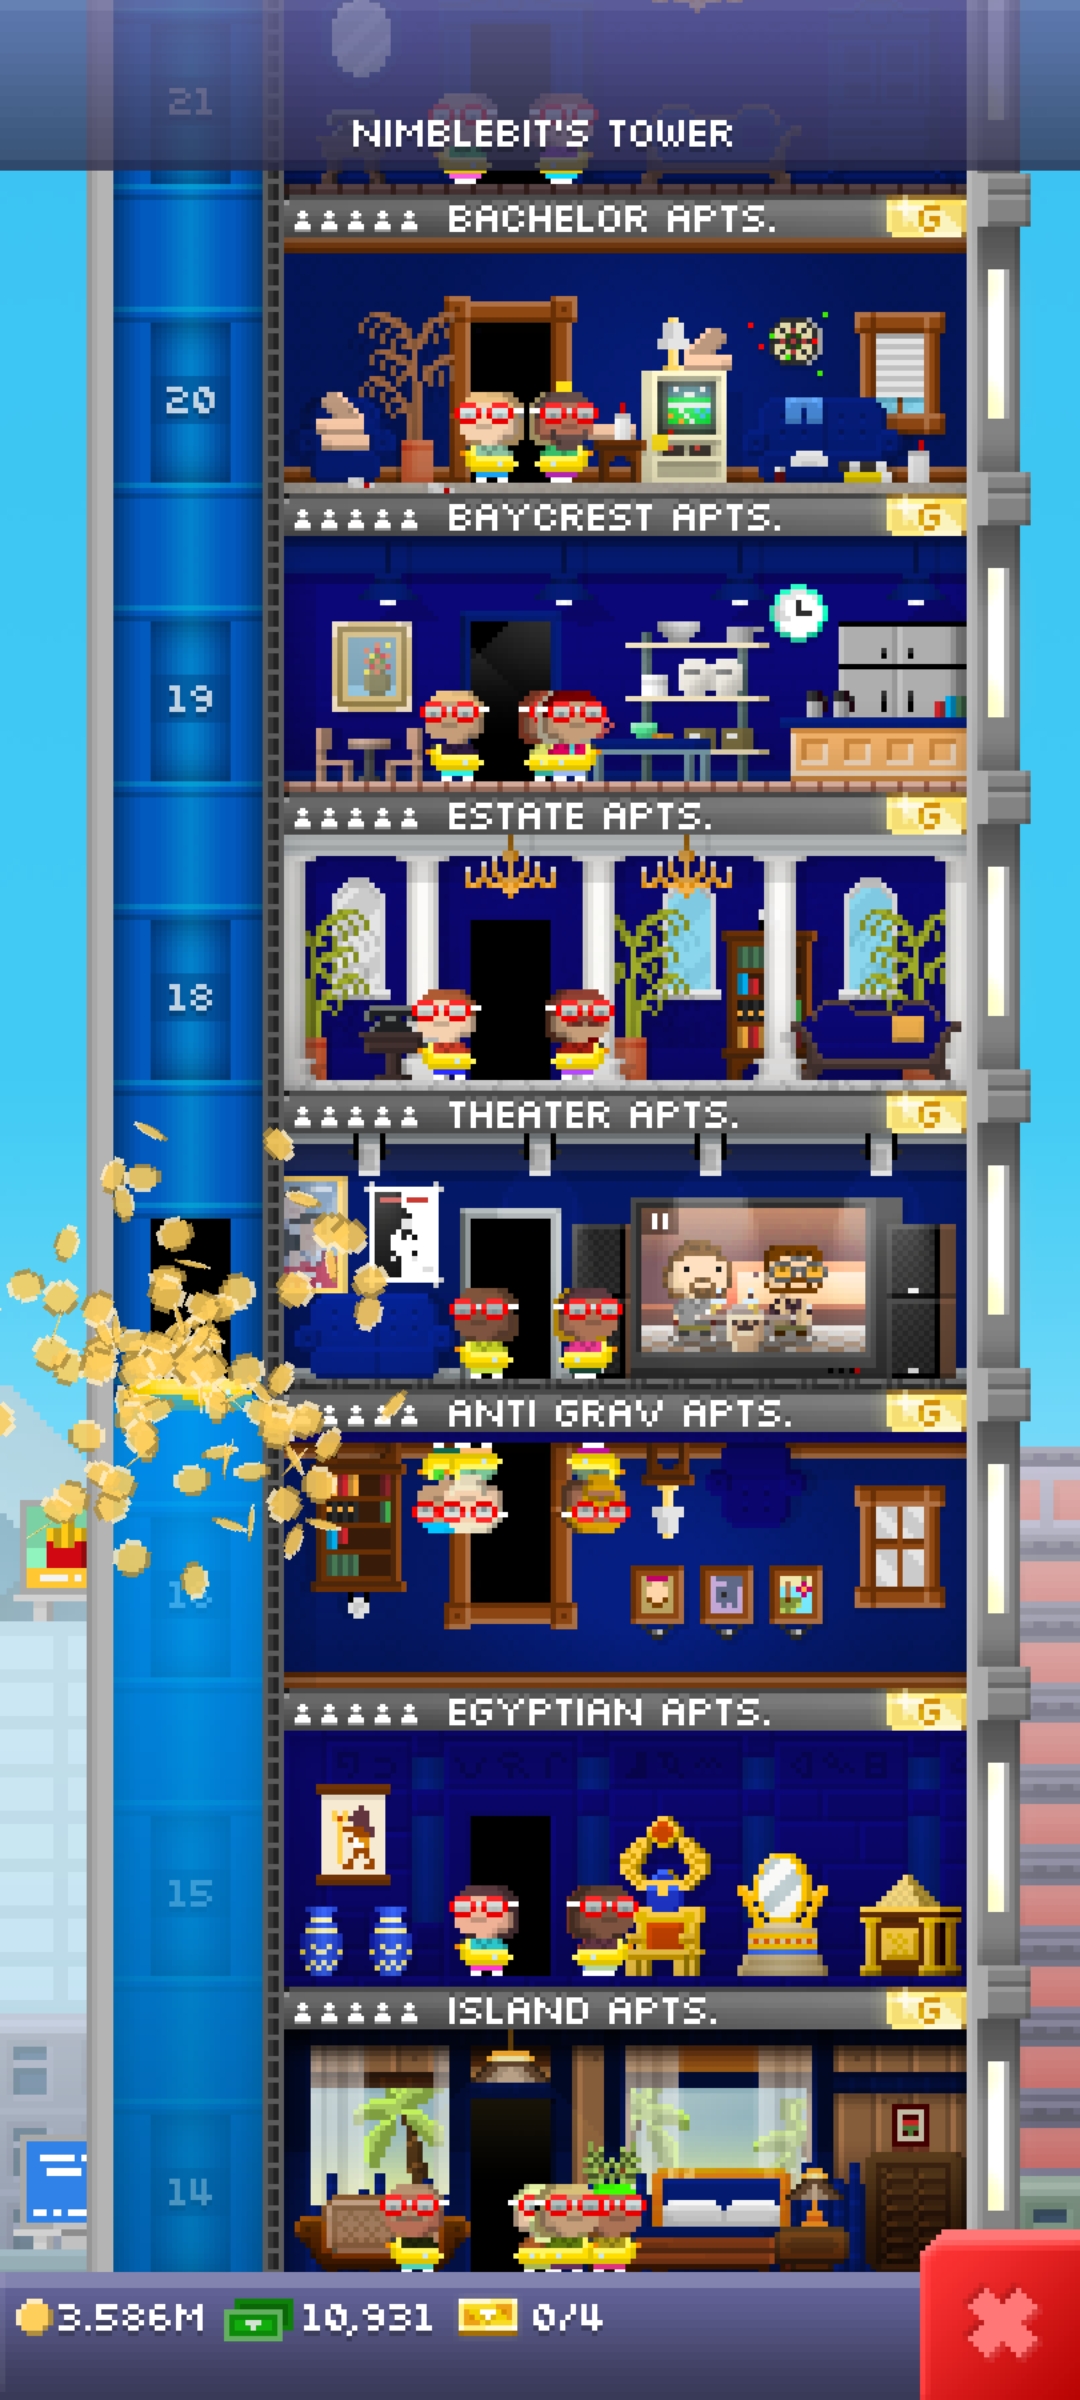 21
NIMBLEBIT'S TOWER
BACHELOR APTS. G
20
BAYCREST APTS. G
19
ESTATE APTS. G
18
THEATER APTS. G
ANTI GRAV APTS. G
EGYPTIAN APTS. G
15
ISLAND APTS. G
14
3.586M 10,931 0/4